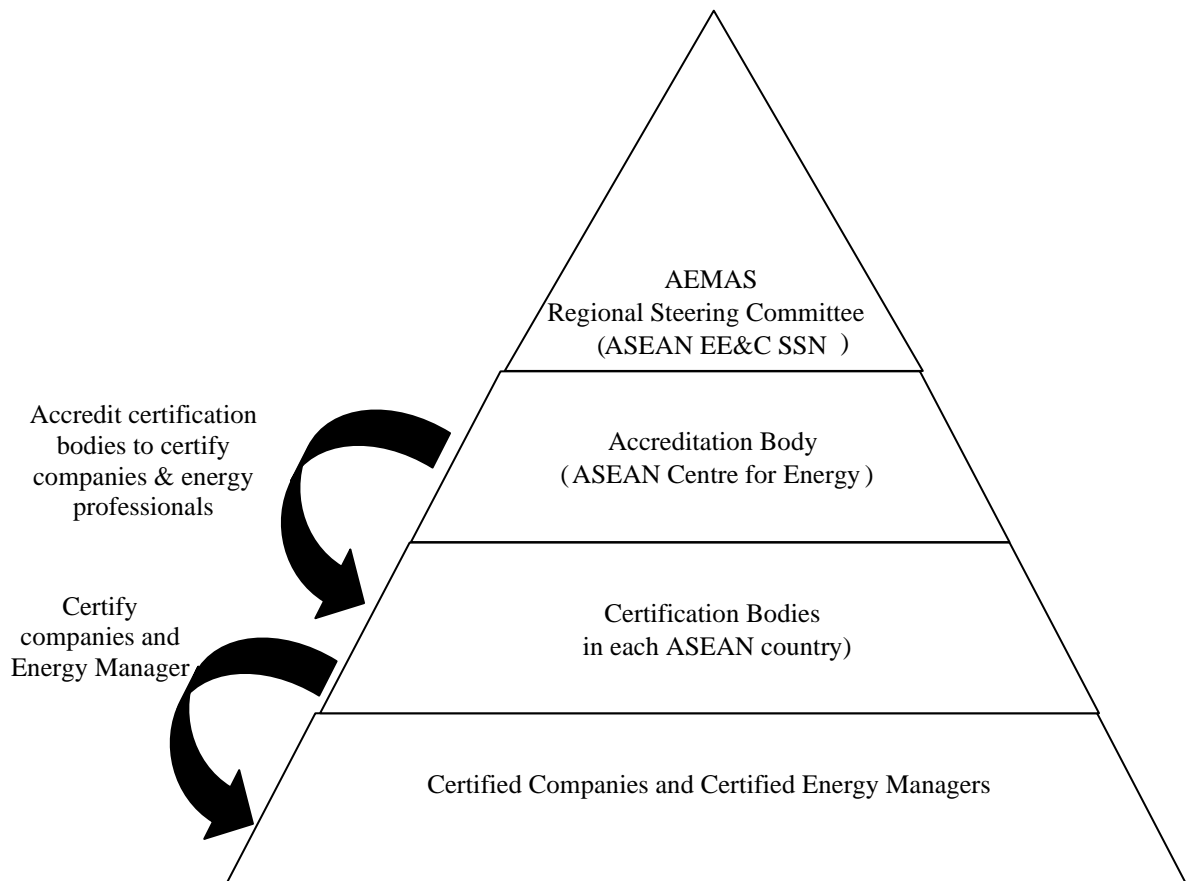 AEMAS
Regional Steering Committee
(ASEAN EE&C SSN )
Accredit certification
bodies to certify
companies & energy
professionals
Accreditation Body
( ASEAN Centre for Energy )
Certify
companies and
Energy Manager
Certification Bodies
in each ASEAN country)
Certified Companies and Certified Energy Managers